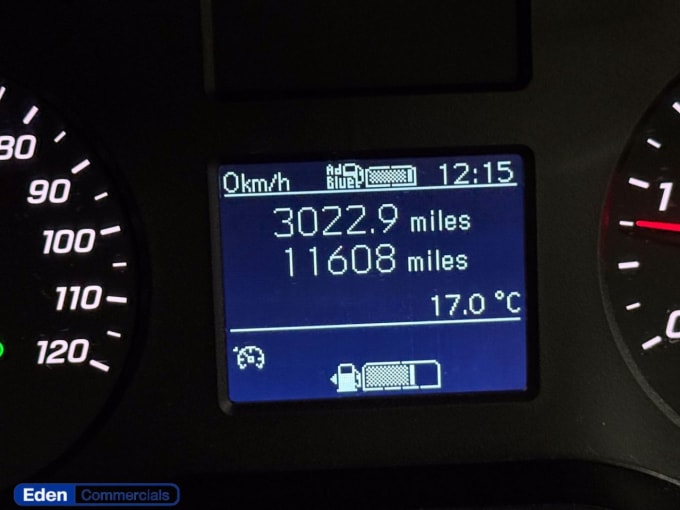 0km/h Ad Blue 12:15
3022.9 miles
11608 miles
17.0 °C
80
90
100
110
120
1
0
Eden Commercials